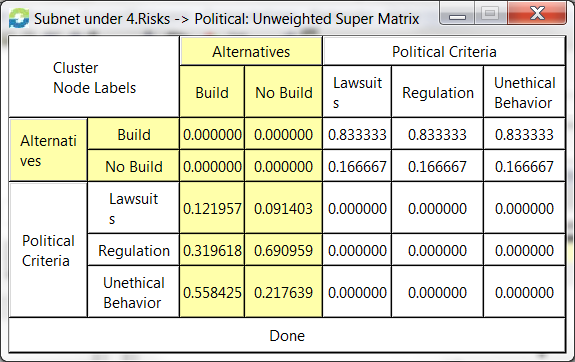 Subnet under 4.Risks -> Political: Unweighted Super Matrix
Cluster
Node Labels
Alternatives
Political Criteria
Build
No Build
Lawsuit
s
Regulation
Unethical
Behavior
Alternati
ves
Build
0.000000 0.000000 0.833333 0.833333 0.833333
No Build
0.000000 0.000000 0.166667 0.166667 0.166667
Political
Criteria
Lawsuit
s
0.121957 0.091403 0.000000 0.000000 0.000000
Regulation
0.319618 0.690959 0.000000 0.000000 0.000000
Unethical
Behavior
0.558425 0.217639 0.000000 0.000000 0.000000
Done